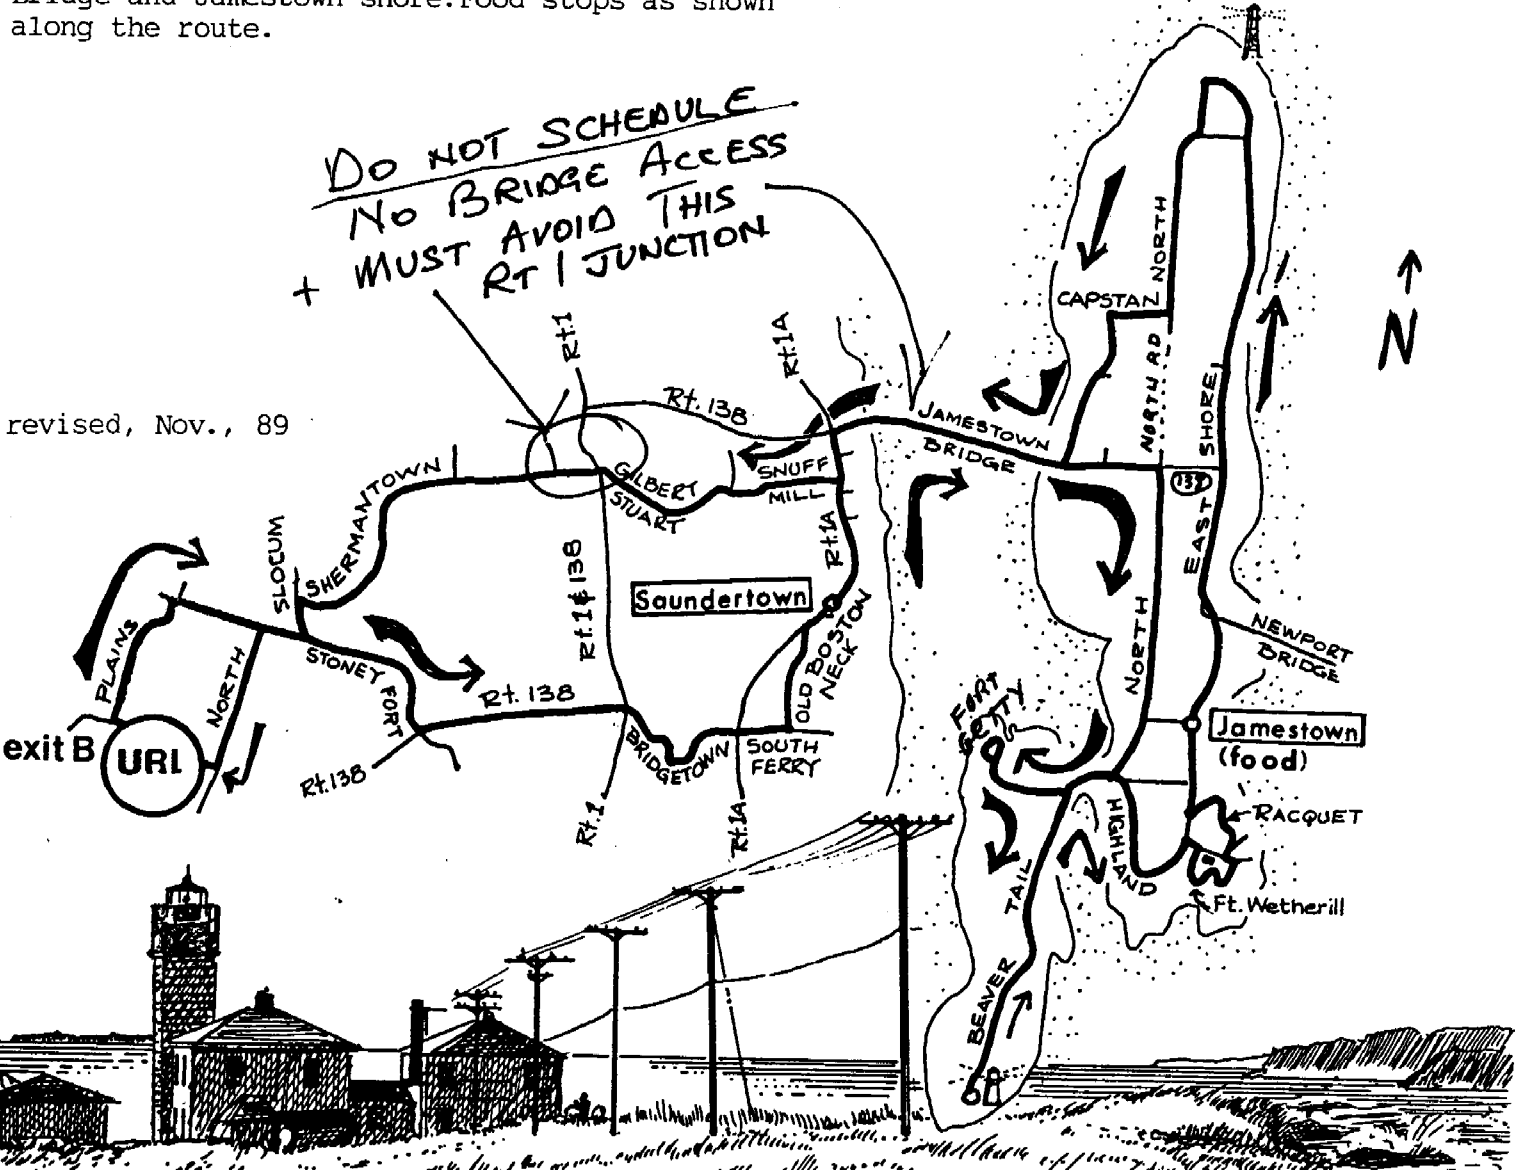 Bridge and Jamestown shore. Food stops as shown
along the route.
DO NOT SCHEDULE
NO BRIDGE ACCESS
+ MUST AVOID THIS
RT 1 JUNCTION
revised, Nov., 89
Rt.1
Rt.1A
Rt. 138
JAMESTOWN
BRIDGE
CAPSTAN
NORTH
NORTH RD
EAST SHORE
138
N
SHERMANTOWN
SLOCUM
GILBERT
STUART
SNUFF
MILL
Rt.1A
Rt.1 & 138
Saundertown
OLD BOSTON
NECK
PLAINS
NORTH
STONEY FORT
Rt. 138
exit B
URI
Rt.138
BRIDGETOWN
SOUTH
FERRY
Rt.1
Rt.1A
NORTH
NEWPORT
BRIDGE
FORT
GETTY
Jamestown
(food)
HIGHLAND
RACQUET
Ft. Wetherill
BEAVER TAIL